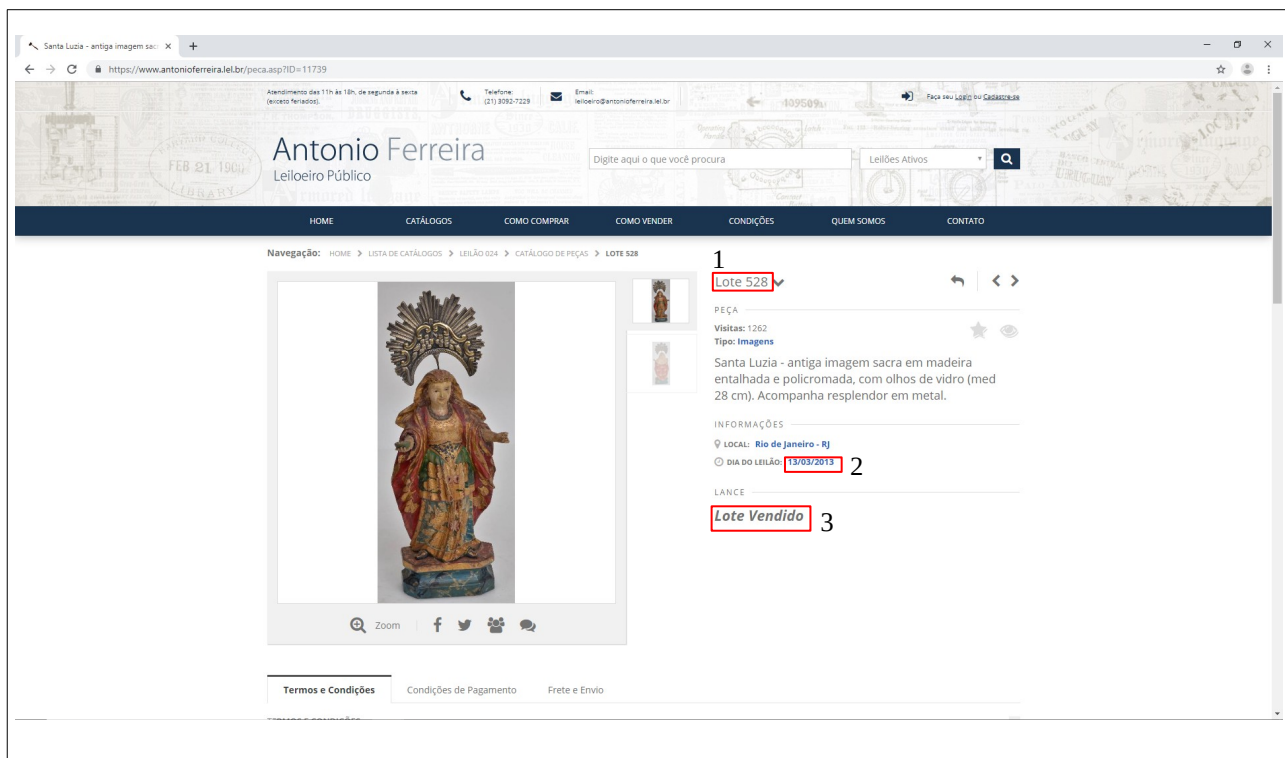 Santa Luzia - antiga imagem sac
https://www.antonioferreira.lel.br/peca.asp?ID=11739
Atendimento das 11h às 18h, de segunda à sexta
(exceto feriados).
Telefone:
(21) 3092-7229
Email:
leiloeiro@antonioferreira.lel.br
Faça seu Login ou Cadastre-se
Antonio Ferreira
Leiloeiro Público
FEB 21 1900
LIBRARY
Digite aqui o que você procura
Leilões Ativos
HOME CATÁLOGOS COMO COMPRAR COMO VENDER CONDIÇÕES QUEM SOMOS CONTATO
Navegação: HOME > LISTA DE CATÁLOGOS > LEILÃO 024 > CATÁLOGO DE PEÇAS > LOTE 528
1
Lote 528
PEÇA
Visitas: 1262
Tipo: Imagens
Santa Luzia - antiga imagem sacra em madeira
entalhada e policromada, com olhos de vidro (med
28 cm). Acompanha resplendor em metal.
INFORMAÇÕES
LOCAL: Rio de Janeiro - RJ
DIA DO LEILÃO: 13/03/2013 2
LANCE
Lote Vendido 3
Zoom
Termos e Condições Condições de Pagamento Frete e Envio